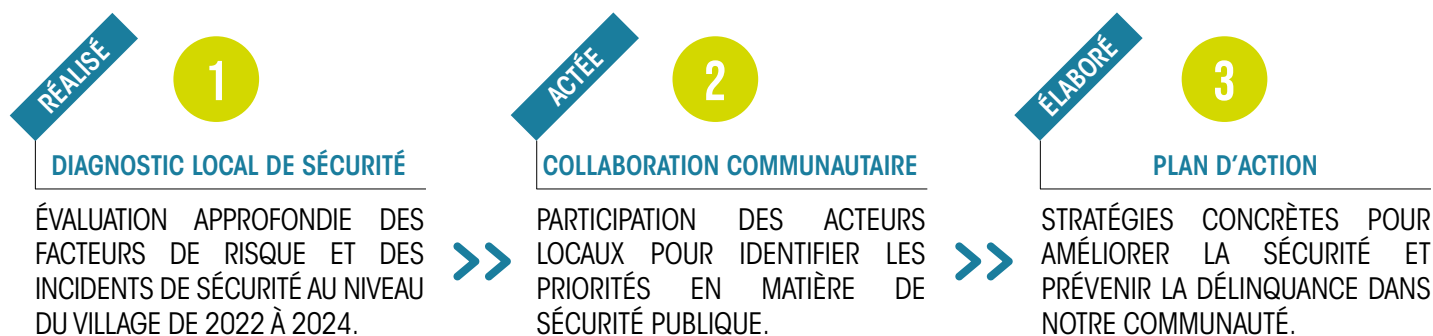 RÉALISÉ
1
DIAGNOSTIC LOCAL DE SÉCURITÉ
ÉVALUATION APPROFONDIE DES
FACTEURS DE RISQUE ET DES
INCIDENTS DE SÉCURITÉ AU NIVEAU
DU VILLAGE DE 2022 À 2024.
ACTÉE
2
COLLABORATION COMMUNAUTAIRE
PARTICIPATION DES ACTEURS
LOCAUX POUR IDENTIFIER LES
PRIORITÉS EN MATIÈRE DE
SÉCURITÉ PUBLIQUE.
ÉLABORÉ
3
PLAN D'ACTION
STRATÉGIES CONCRÈTES POUR
AMÉLIORER LA SÉCURITÉ ET
PRÉVENIR LA DÉLINQUANCE DANS
NOTRE COMMUNAUTÉ.